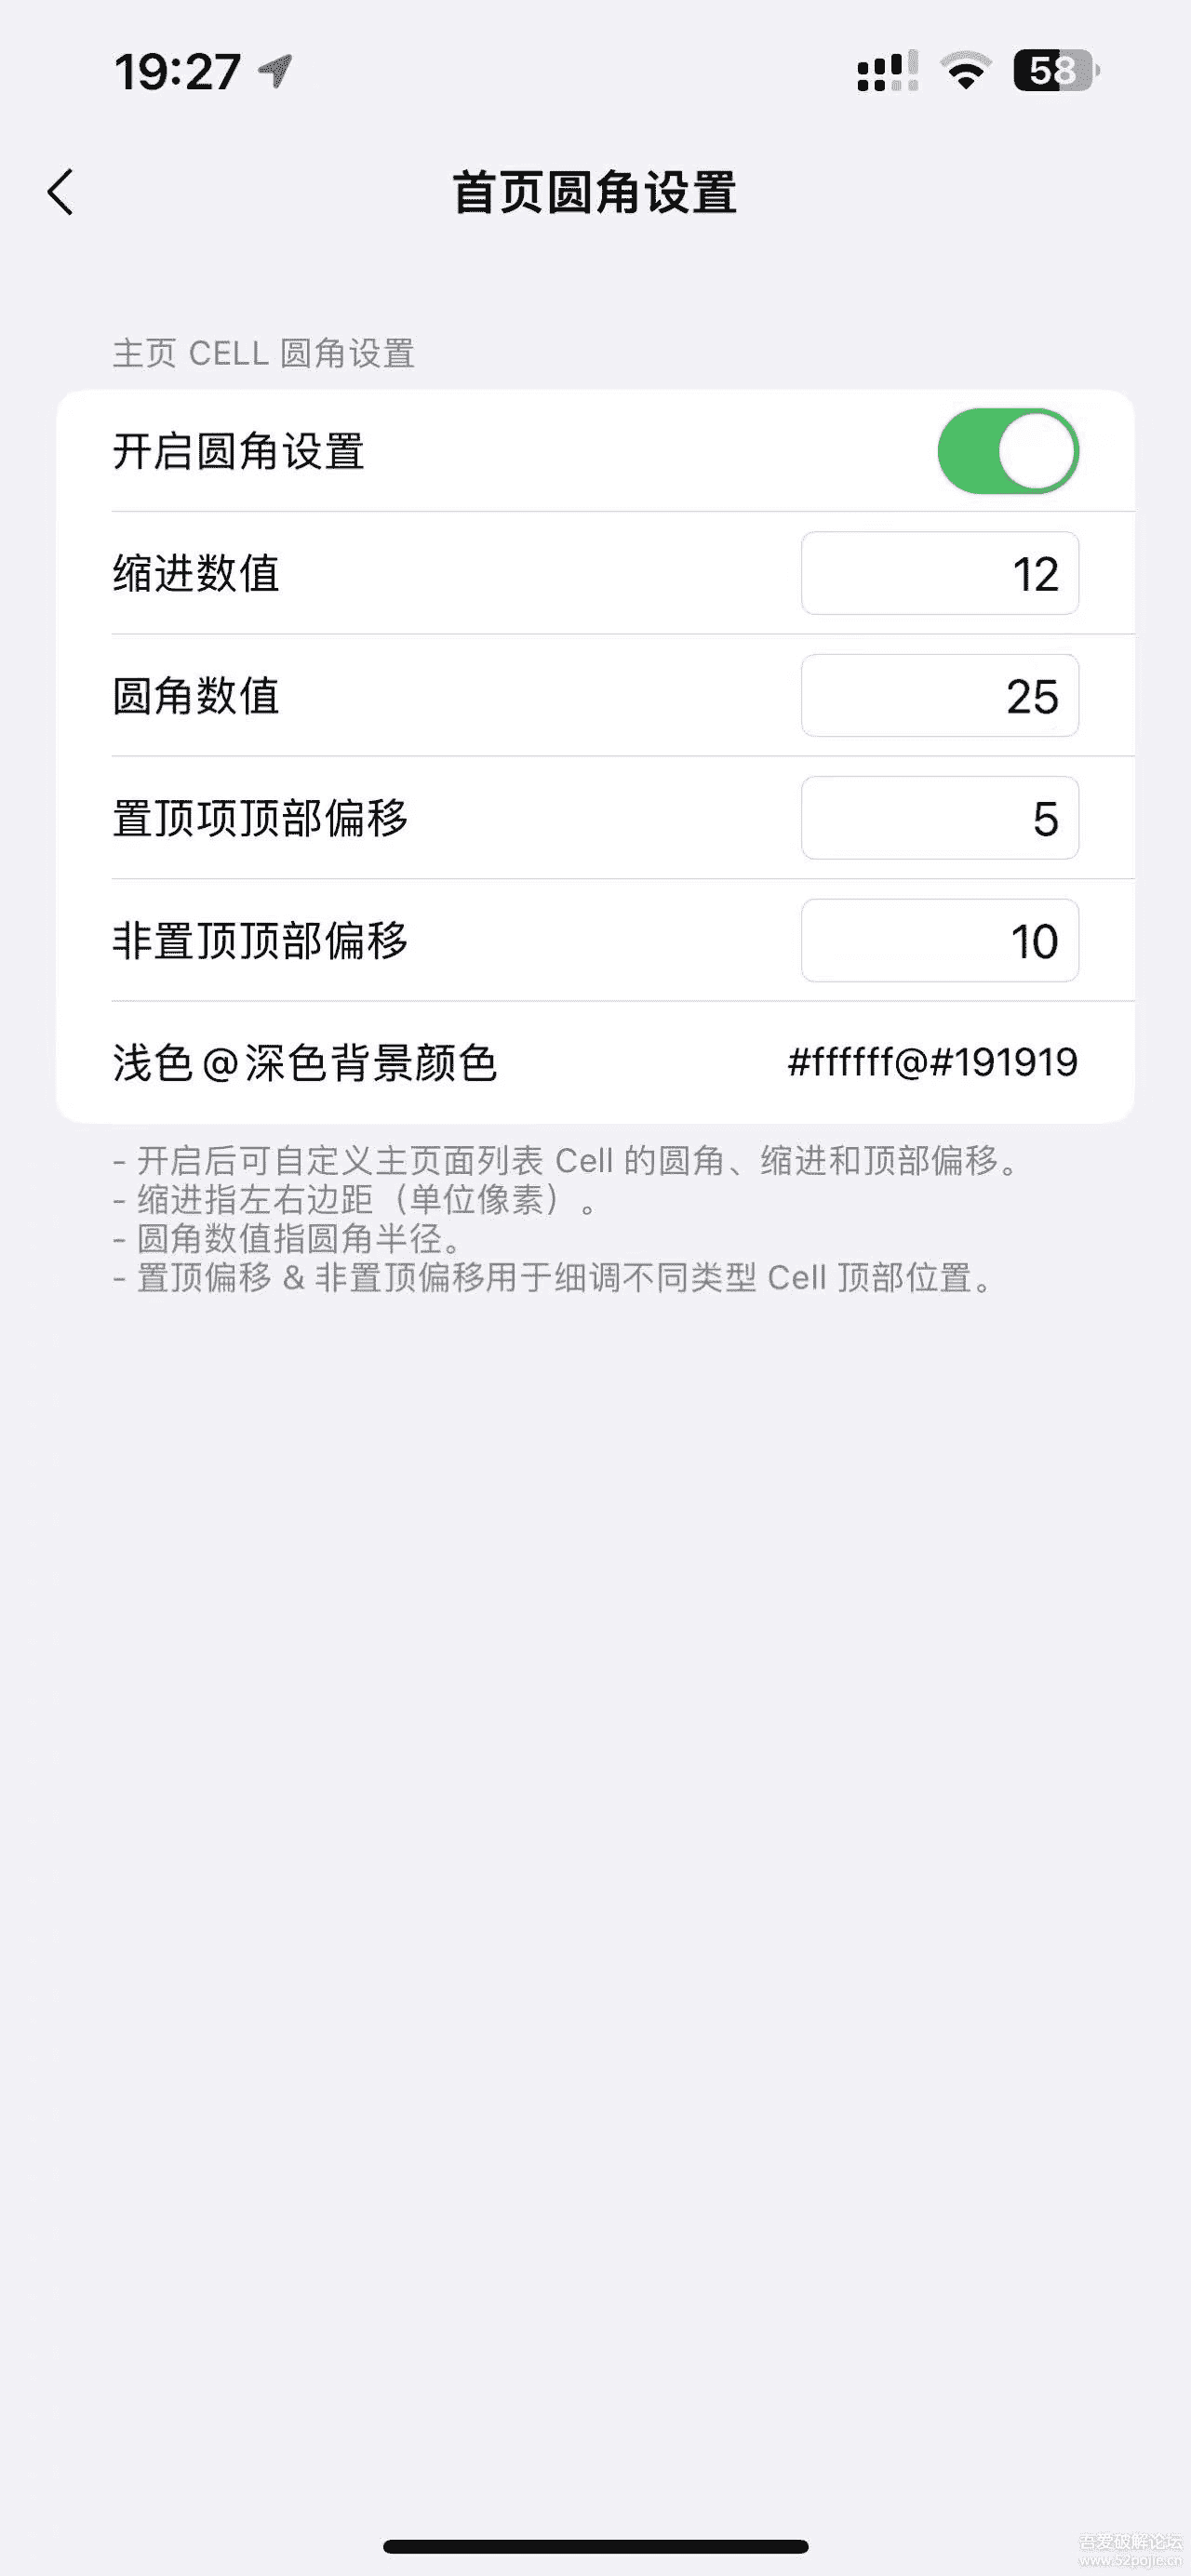 19:27
58
首页圆角设置
主页 CELL 圆角设置
开启圆角设置
缩进数值
12
圆角数值
25
置顶项顶部偏移
5
非置顶顶部偏移
10
浅色@深色背景颜色
#ffffff@#191919
- 开启后可自定义主页面列表 Cell 的圆角、缩进和顶部偏移。
- 缩进指左右边距（单位像素）。
- 圆角数值指圆角半径。
- 置顶偏移 & 非置顶偏移用于细调不同类型 Cell 顶部位置。
吾爱破解论坛
www.52pojie.cn